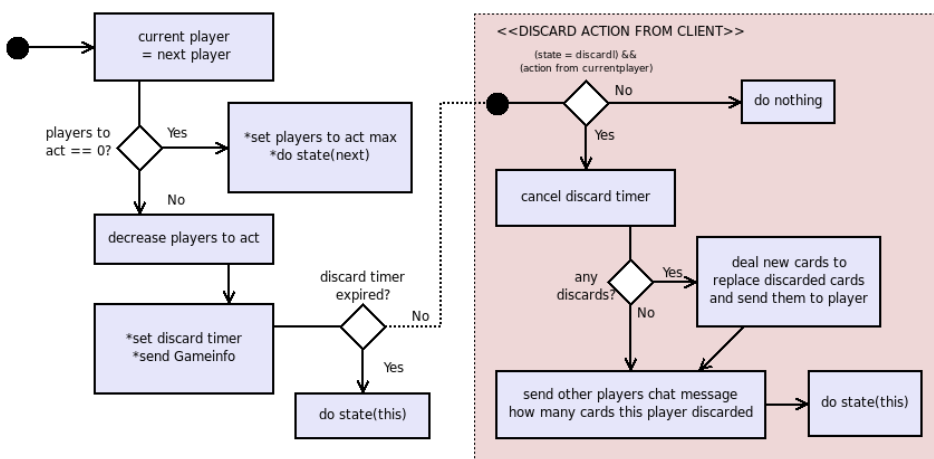 current player
= next player
players to
act == 0?
Yes
*set players to act max
*do state(next)
No
decrease players to act
*set discard timer
*send Gameinfo
discard timer
expired?
No
Yes
do state(this)
<<DISCARD ACTION FROM CLIENT>>
(state = discardI) &&
(action from currentplayer)
No
do nothing
Yes
cancel discard timer
any
discards?
Yes
deal new cards to
replace discarded cards
and send them to player
No
send other players chat message
how many cards this player discarded
do state(this)